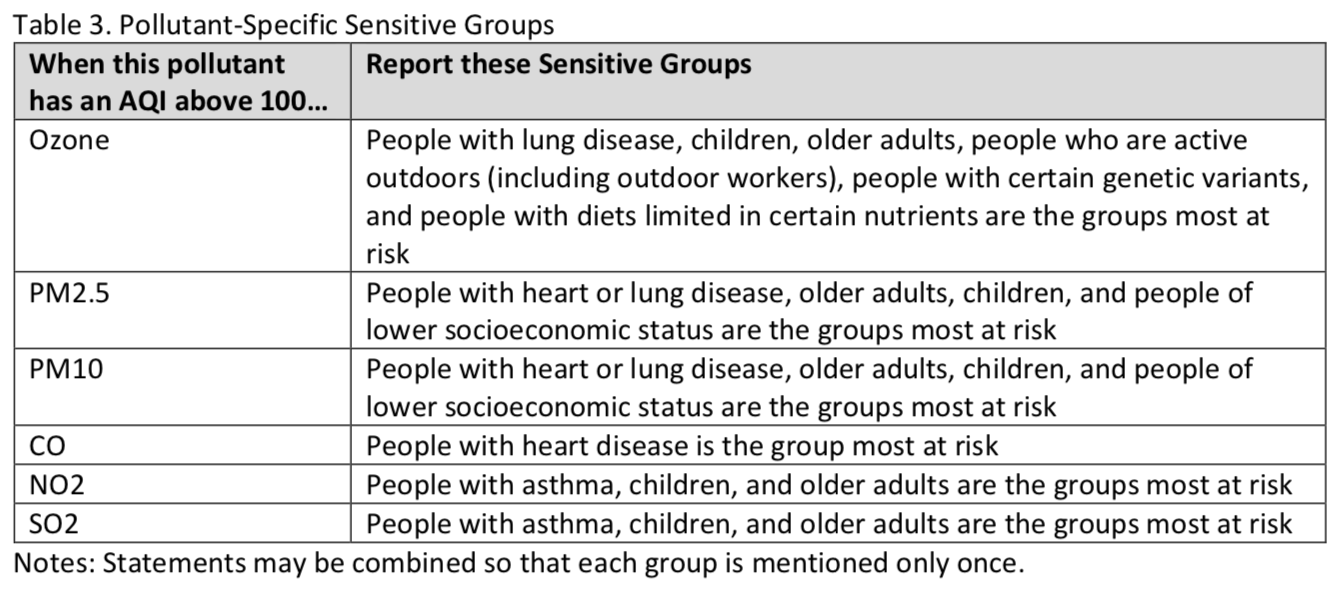 Table 3. Pollutant-Specific Sensitive Groups
When this pollutant
has an AQI above 100...
Report these Sensitive Groups
Ozone
People with lung disease, children, older adults, people who are active
outdoors (including outdoor workers), people with certain genetic variants,
and people with diets limited in certain nutrients are the groups most at
risk
PM2.5
People with heart or lung disease, older adults, children, and people of
lower socioeconomic status are the groups most at risk
PM10
People with heart or lung disease, older adults, children, and people of
lower socioeconomic status are the groups most at risk
CO
People with heart disease is the group most at risk
NO2
People with asthma, children, and older adults are the groups most at risk
SO2
People with asthma, children, and older adults are the groups most at risk
Notes: Statements may be combined so that each group is mentioned only once.